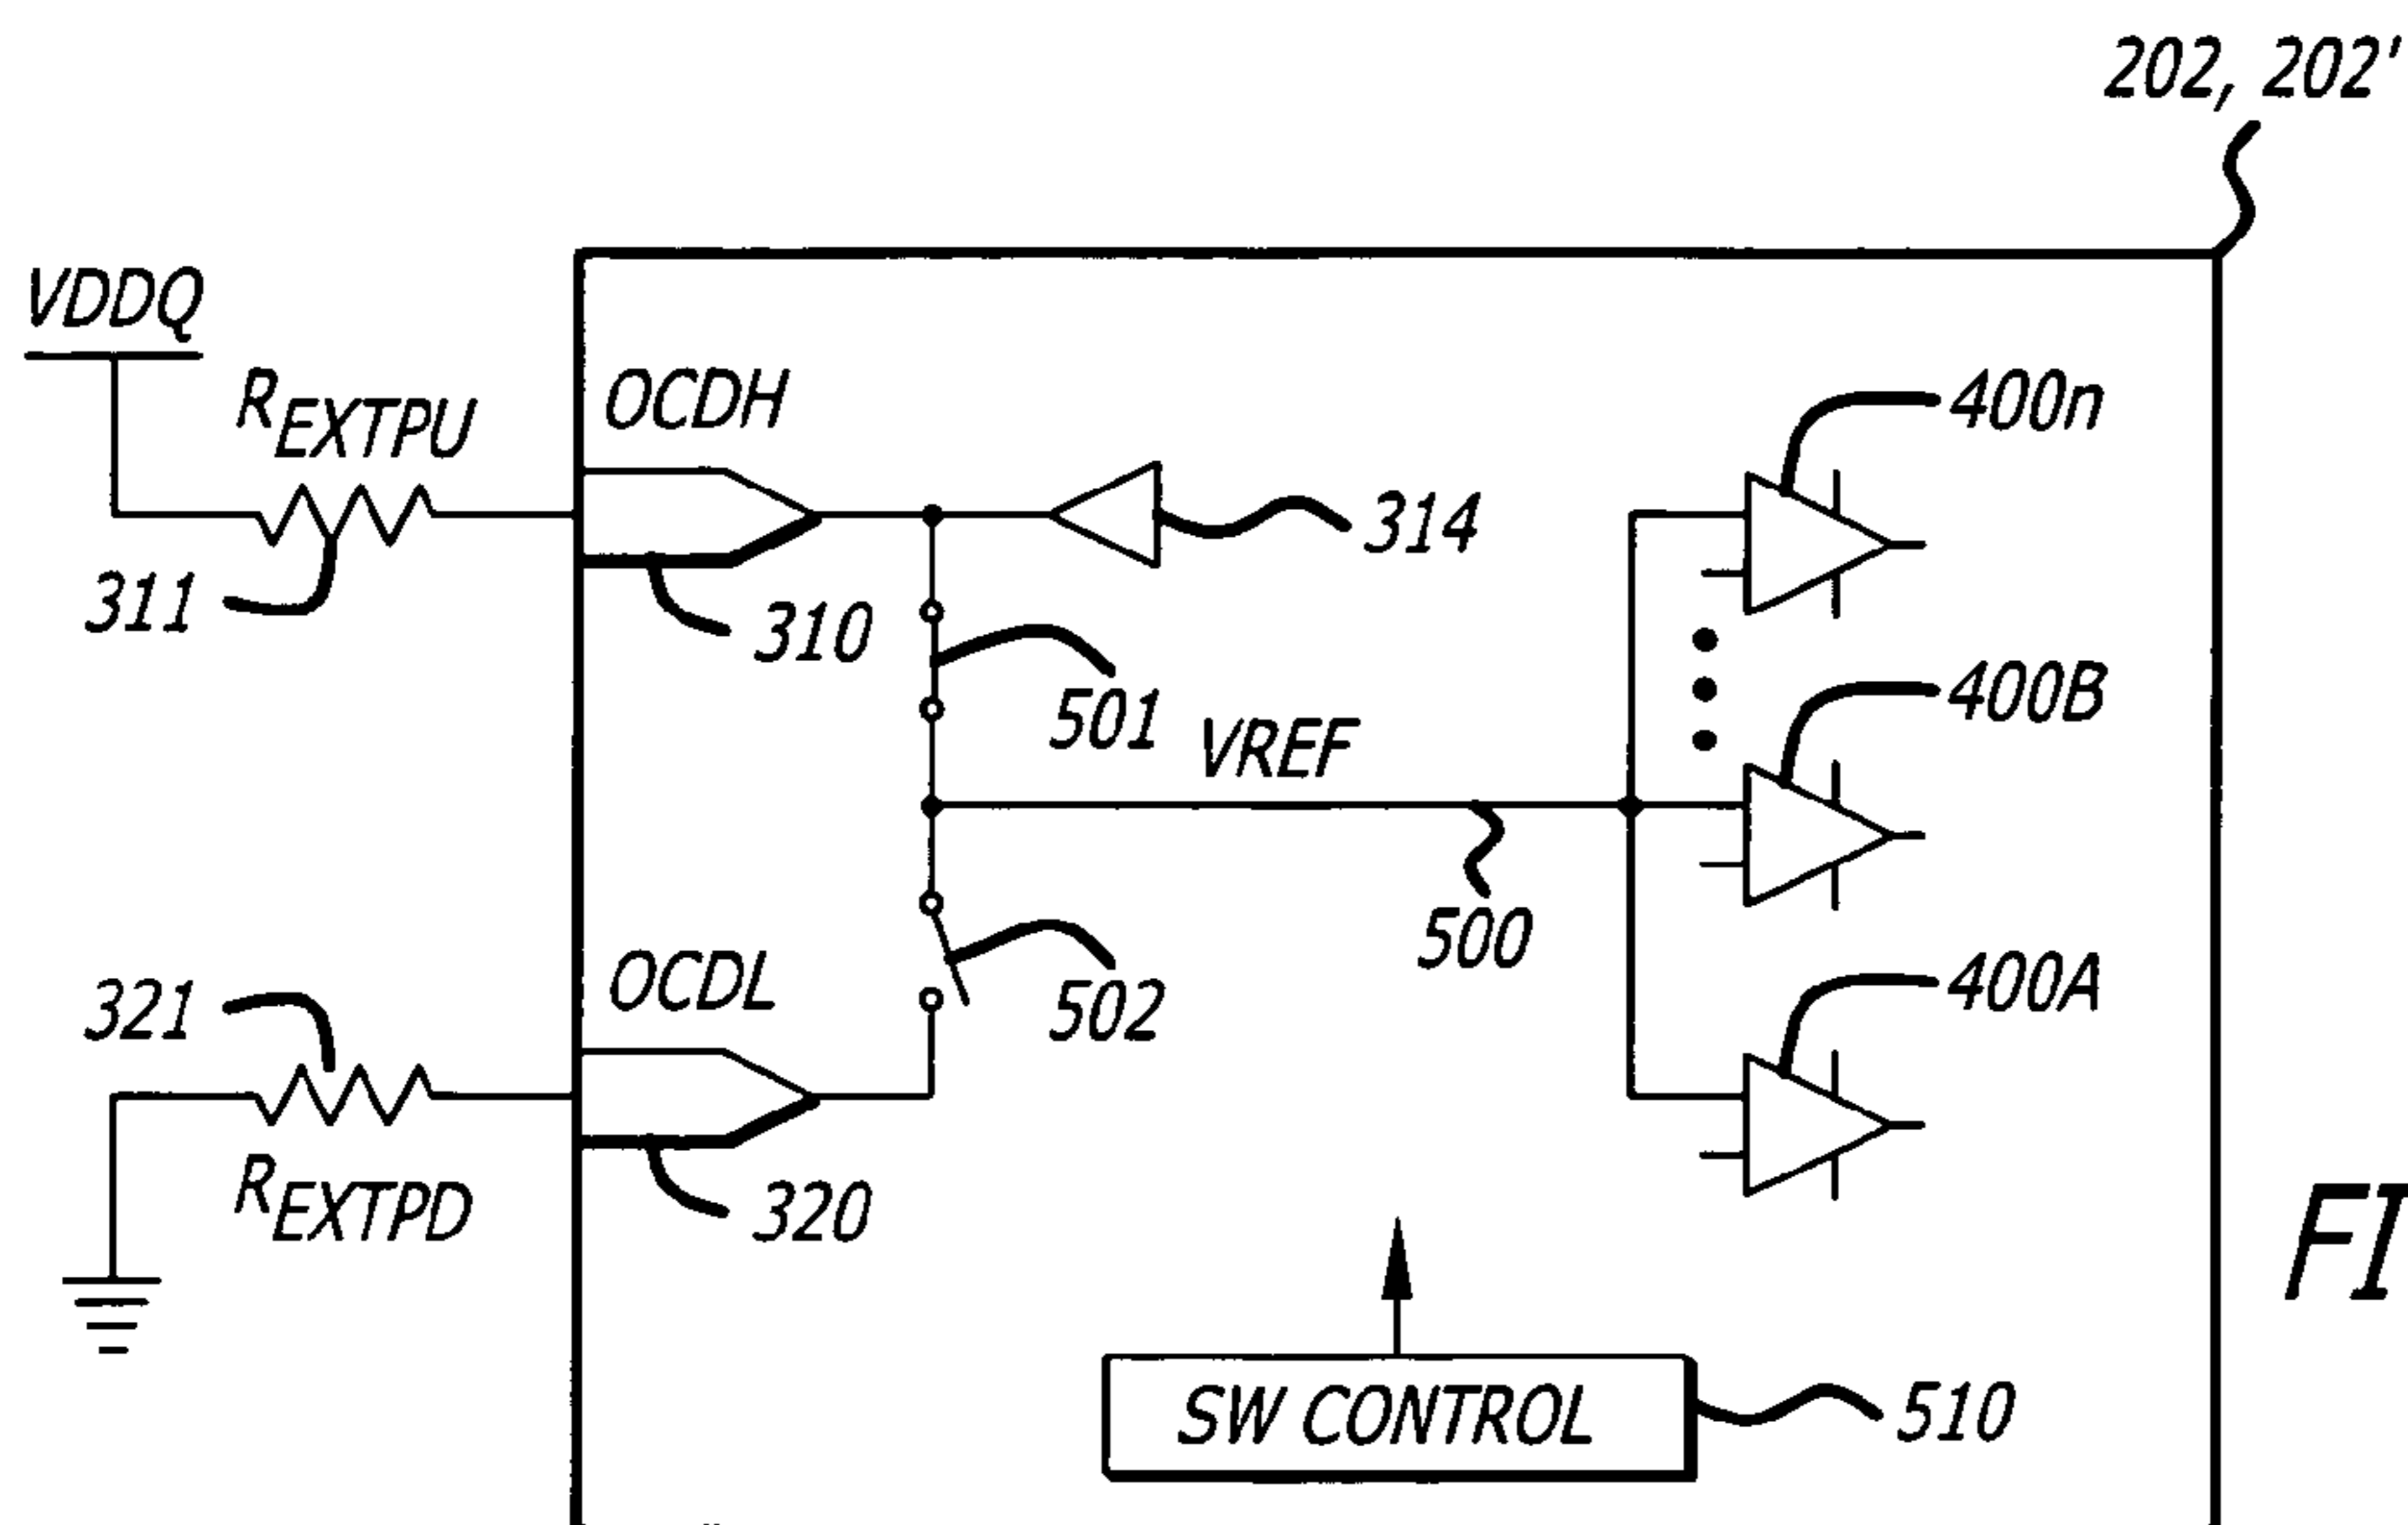 202, 202'
VDDQ
REXTPU
OCDH
400n
314
311
310
501
VREF
400B
500
OCDL
321
502
400A
REXTPD
320
FI
SW CONTROL
510